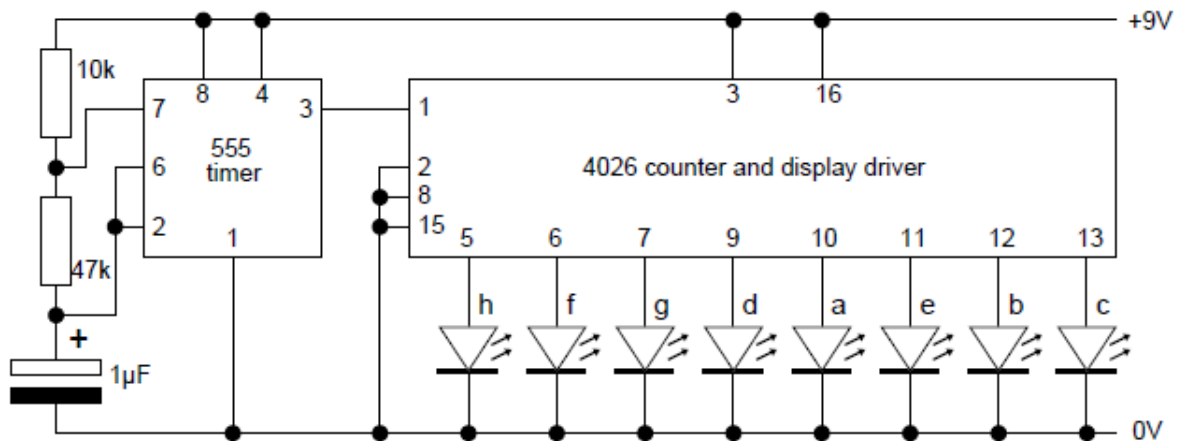 +9V
10k
8 4
3 16
7
3
1
555
timer
6
2
4026 counter and display driver
8
2
15
1
5 6 7 9 10 11 12 13
47k
h f g d a e b c
+
1µF
0V